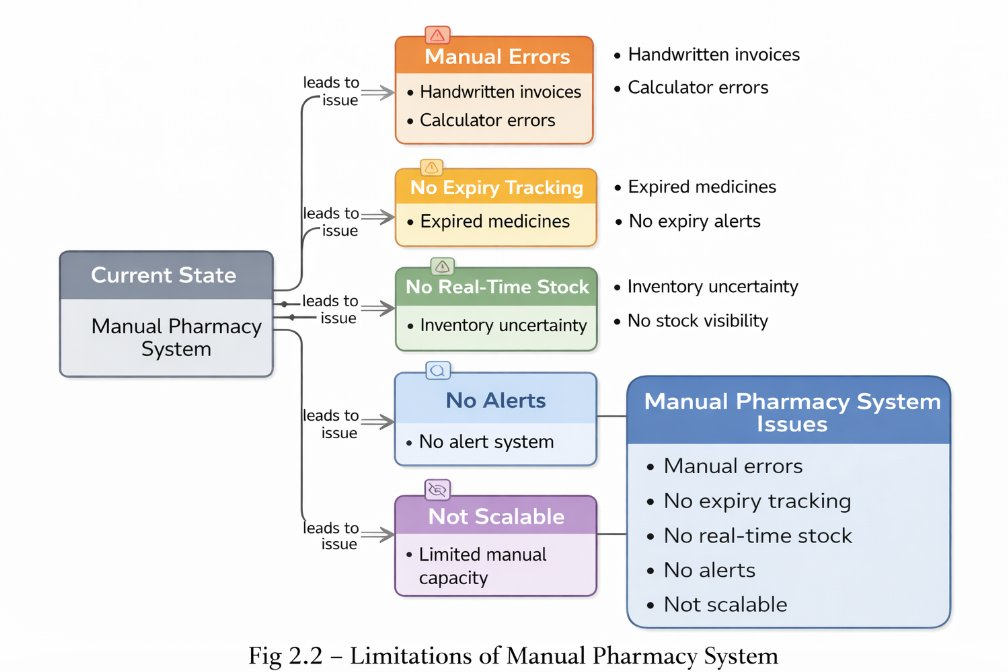 Current State
Manual Pharmacy
System
leads to
issue
Manual Errors
• Handwritten invoices
• Calculator errors
• Handwritten invoices
• Calculator errors
leads to
issue
No Expiry Tracking
• Expired medicines
• Expired medicines
• No expiry alerts
leads to
issue
No Real-Time Stock
• Inventory uncertainty
• Inventory uncertainty
• No stock visibility
leads to
issue
No Alerts
• No alert system
leads to
issue
Not Scalable
• Limited manual
capacity
Manual Pharmacy System
Issues
• Manual errors
• No expiry tracking
• No real-time stock
• No alerts
• Not scalable
Fig 2.2 – Limitations of Manual Pharmacy System